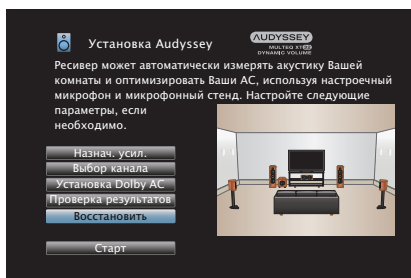 Установка Audyssey
AUDYSSEY
MULTEQ XT32
DYNAMIC VOLUME
Ресивер может автоматически измерять акустику Вашей
комнаты и оптимизировать Ваши АС, используя настроечный
микрофон и микрофонный стенд. Настройте следующие
параметры, если
необходимо.
Назнач. усил.
Выбор канала
Установка Dolby АС
Проверка результатов
Восстановить
Старт